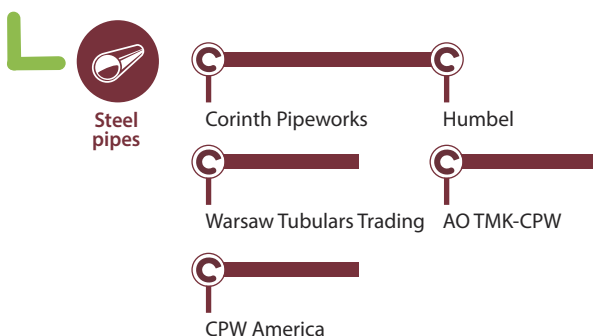 Steel
pipes
Corinth Pipeworks
Humbel
Warsaw Tubulars Trading
AO TMK-CPW
CPW America